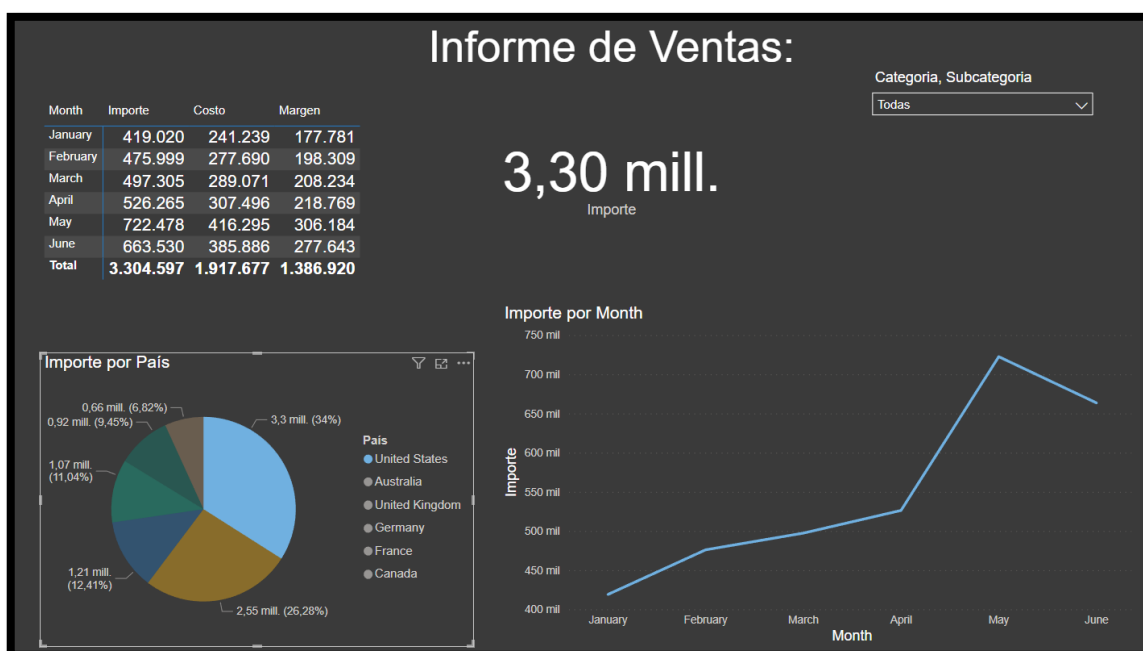 Informe de Ventas:
Categoria, Subcategoria
Todas
Month Importe Costo Margen
January 419.020 241.239 177.781
February 475.999 277.690 198.309
March 497.305 289.071 208.234
April 526.265 307.496 218.769
May 722.478 416.295 306.184
June 663.530 385.886 277.643
Total 3.304.597 1.917.677 1.386.920
3,30 mill.
Importe
Importe por País
0,66 mill. (6,82%)
0,92 mill. (9,45%)
1,07 mill.
(11,04%)
1,21 mill.
(12,41%)
2,55 mill. (26,28%)
3,3 mill. (34%)
País
United States
Australia
United Kingdom
Germany
France
Canada
Importe por Month
Importe
750 mil
700 mil
650 mil
600 mil
550 mil
500 mil
450 mil
400 mil
January February March April May June
Month